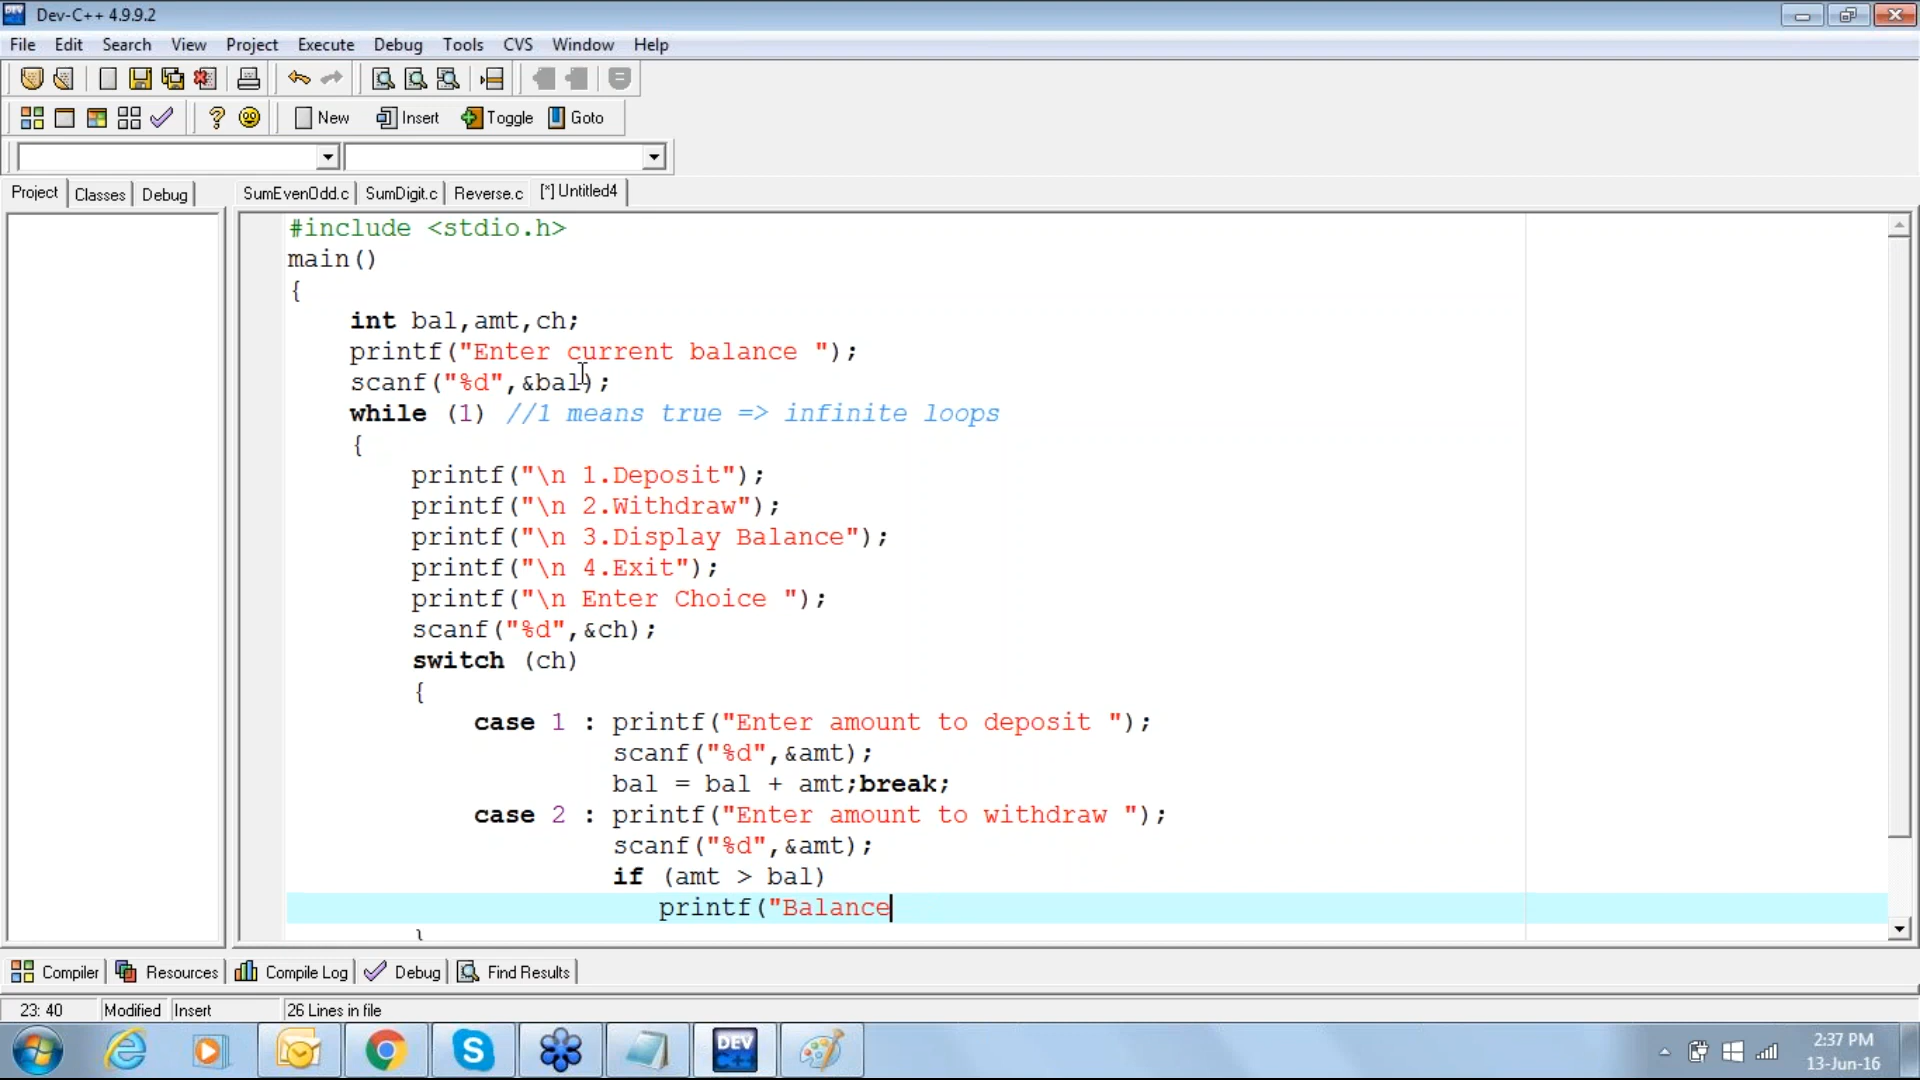 Dev-C++ 4.9.9.2
File Edit Search View Project Execute Debug Tools CVS Window Help
New Insert Toggle Goto
Project Classes Debug SumEvenOdd.c SumDigit.c Reverse.c [*] Untitled4
#include <stdio.h>
main()
{
int bal,amt,ch;
printf("Enter current balance ");
scanf("%d",&bal);
while (1) //1 means true => infinite loops
{
printf("\n 1.Deposit");
printf("\n 2.Withdraw");
printf("\n 3.Display Balance");
printf("\n 4.Exit");
printf("\n Enter Choice ");
scanf("%d",&ch);
switch (ch)
{
case 1 : printf("Enter amount to deposit ");
scanf("%d",&amt);
bal = bal + amt;break;
case 2 : printf("Enter amount to withdraw ");
scanf("%d",&amt);
if (amt > bal)
printf("Balance
}
Compiler Resources Compile Log Debug Find Results
23: 40 Modified Insert 26 Lines in file
DEV C++
2:37 PM
13-Jun-16